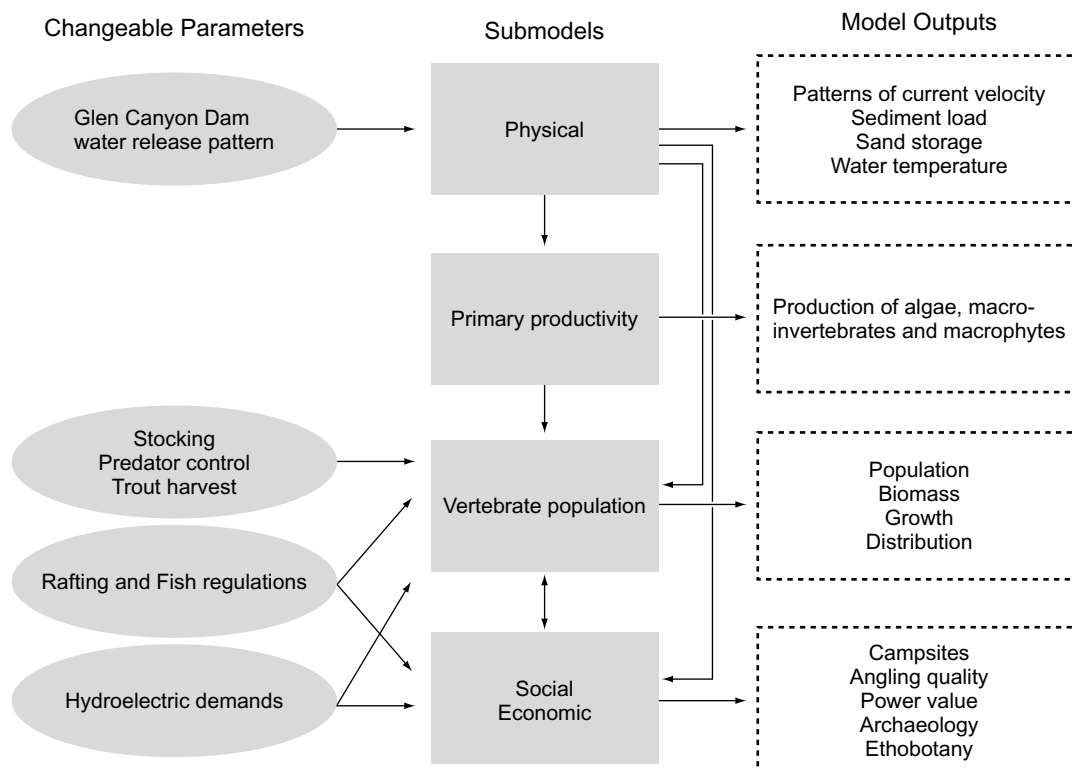 Changeable Parameters
Submodels
Model Outputs
Glen Canyon Dam
water release pattern
Physical
Patterns of current velocity
Sediment load
Sand storage
Water temperature
Primary productivity
Production of algae, macro-
invertebrates and macrophytes
Stocking
Predator control
Trout harvest
Vertebrate population
Population
Biomass
Growth
Distribution
Rafting and Fish regulations
Hydroelectric demands
Social
Economic
Campsites
Angling quality
Power value
Archaeology
Ethobotany